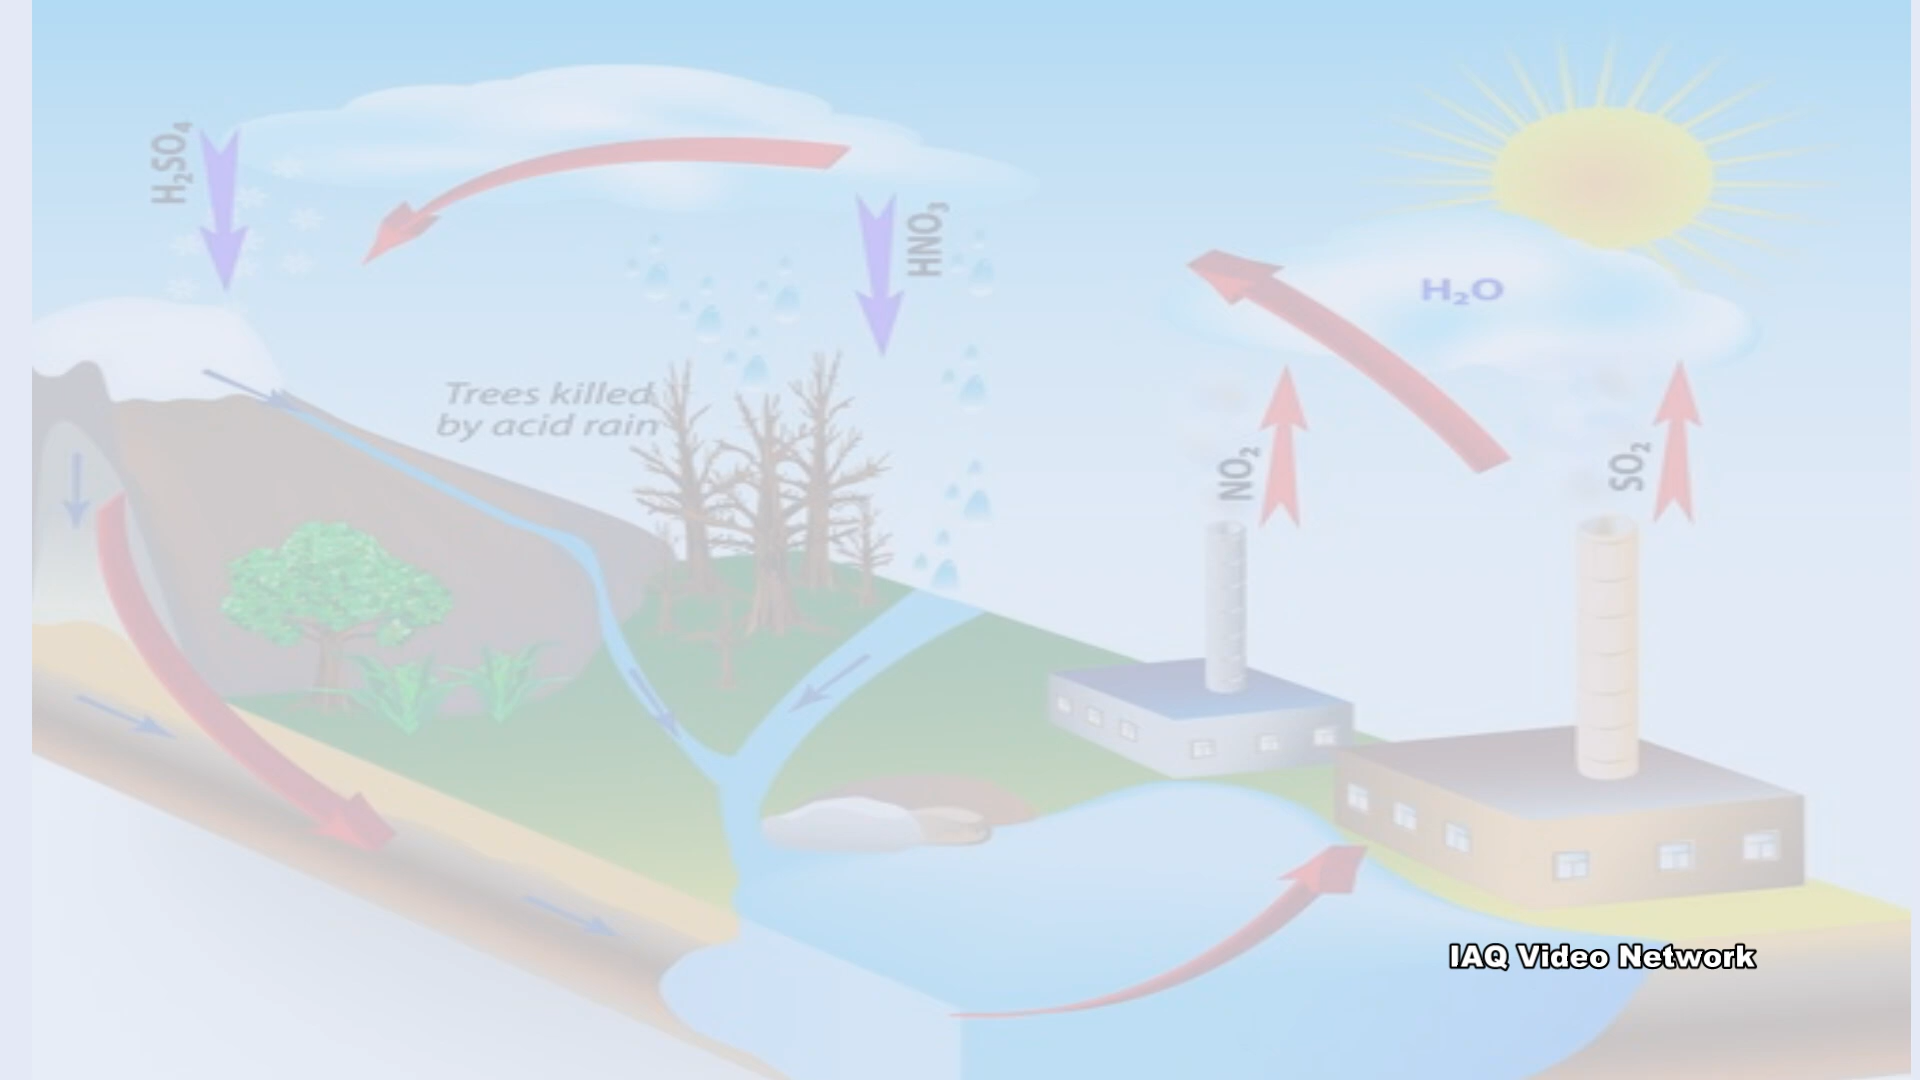 H₂SO₄
HNO₃
H₂O
Trees killed
by acid rain
NO₂
SO₂
IAQ Video Network